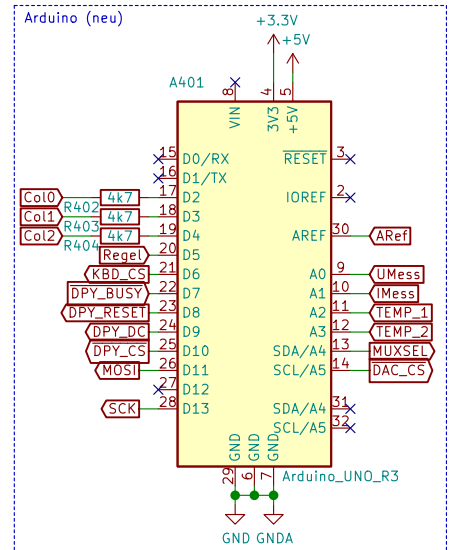 Arduino (neu)
+3.3V
+5V
A401
8 4 5
VIN 3V3 +5V
15 D0/RX RESET 3
16 D1/TX
Col0 4k7 17 D2 IOREF 2
R402
Col1 4k7 18 D3
R403
Col2 4k7 19 D4 AREF 30 ARef
R404
Regel 20 D5
KBD_CS 21 D6 A0 9 UMess
DPY_BUSY 22 D7 A1 10 IMess
DPY_RESET 23 D8 A2 11 TEMP_1
DPY_DC 24 D9 A3 12 TEMP_2
DPY_CS 25 D10 SDA/A4 13 MUXSEL
MOSI 26 D11 SCL/A5 14 DAC_CS
27 D12
SCK 28 D13 SDA/A4 31
SCL/A5 32
GND GND GND
29 6 7
Arduino_UNO_R3
GND GNDA